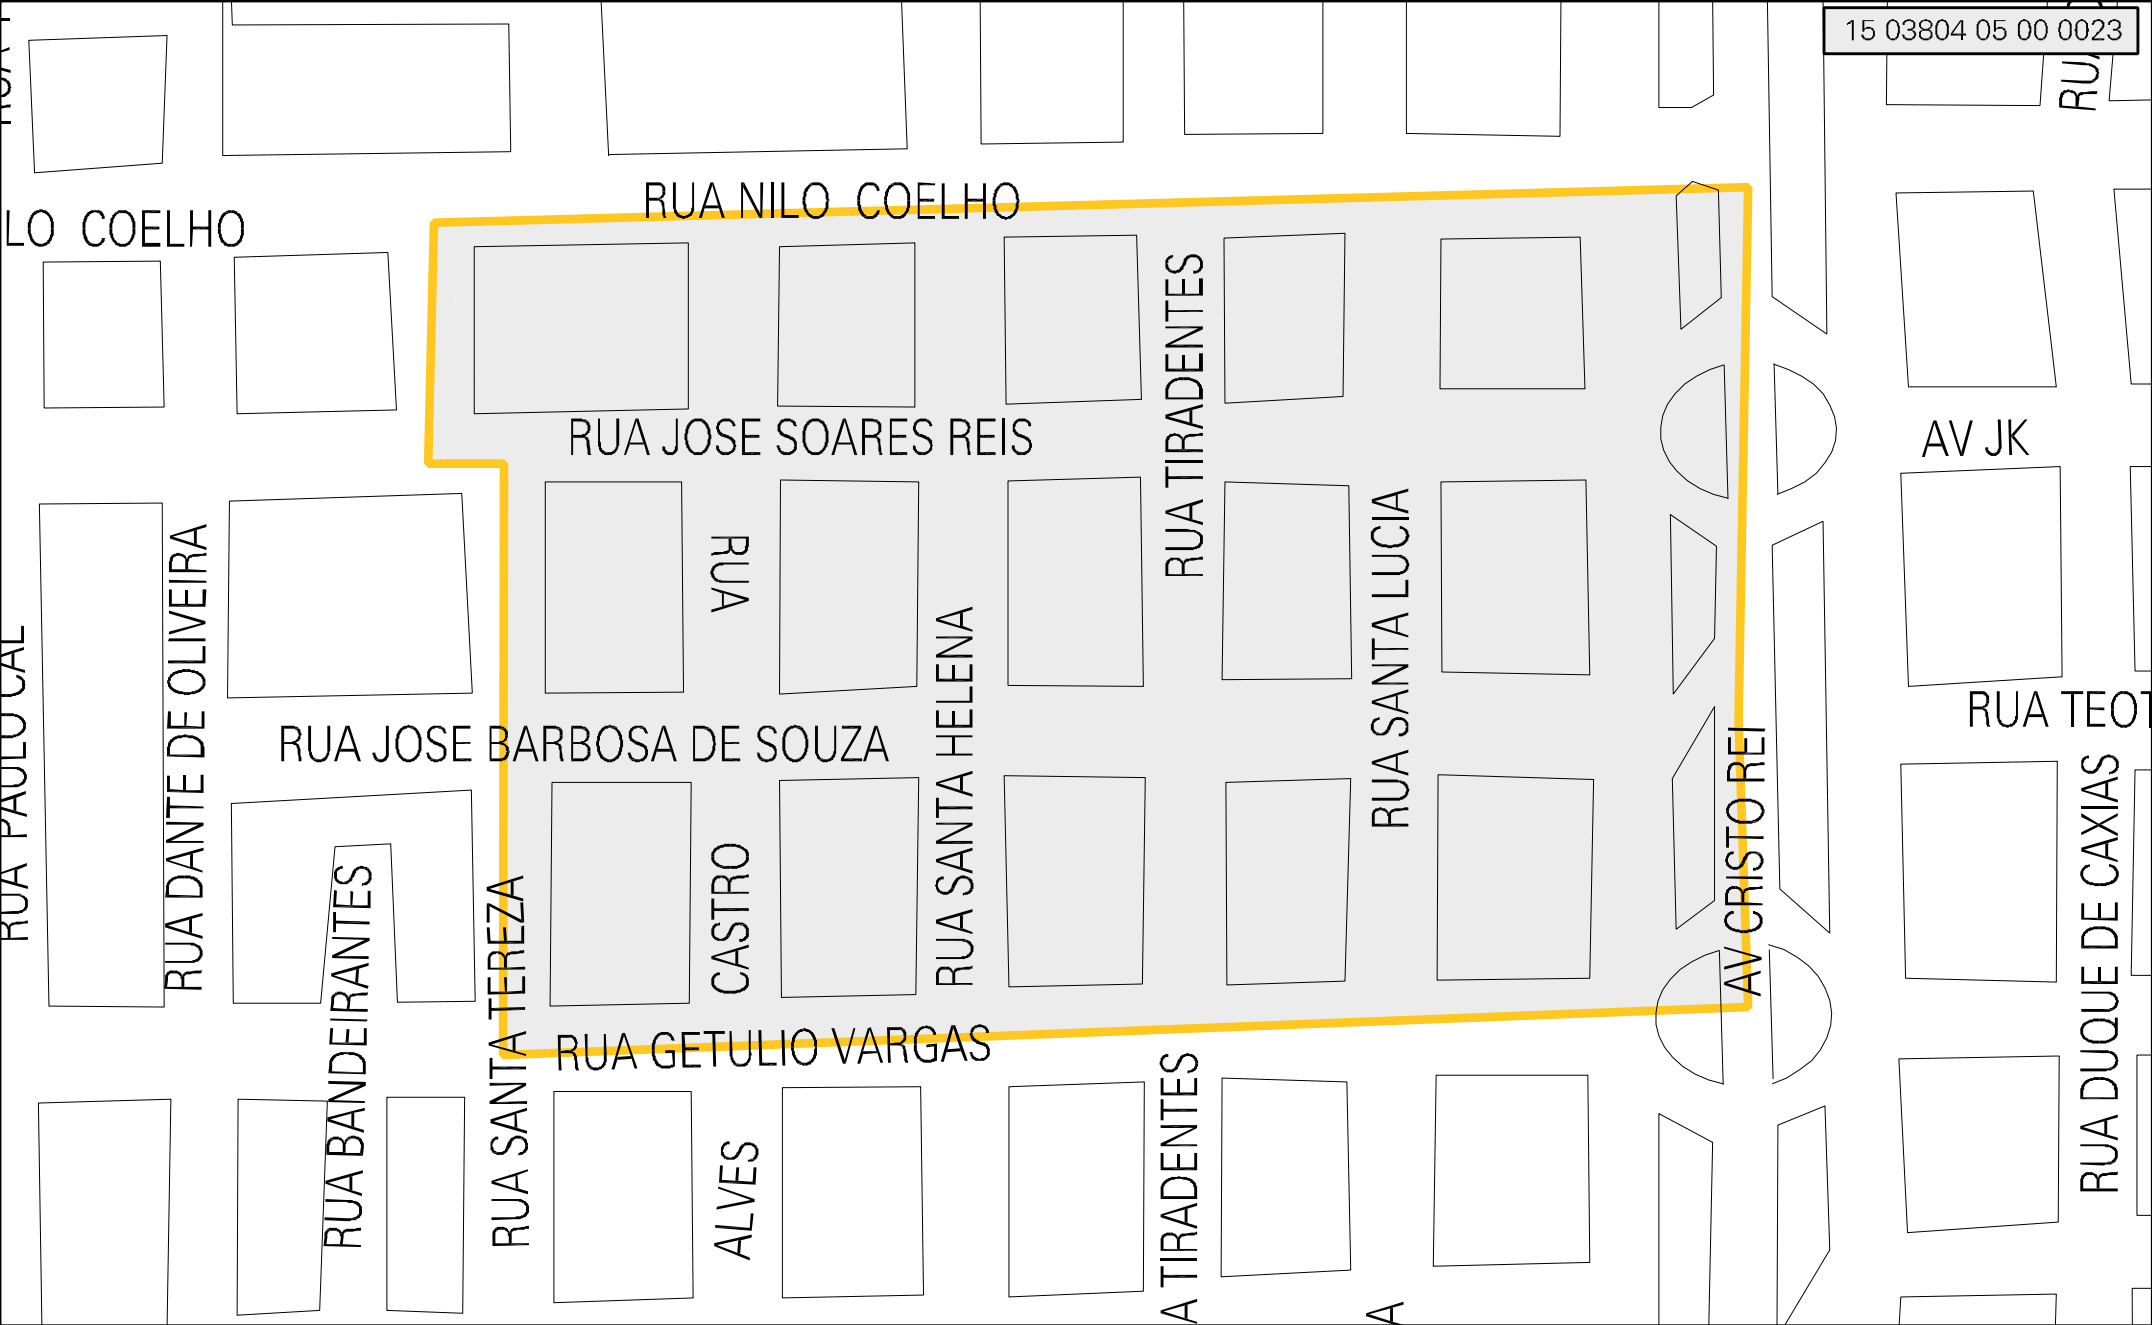 15 03804 05 00 0023
RUA NILO COELHO
LO COELHO
RUA TIRADENTES
RUA JOSE SOARES REIS
AV JK
RUA
RUA SANTA LUCIA
RUA DANTE DE OLIVEIRA
RUA PAULO CAL
RUA SANTA HELENA
RUA JOSE BARBOSA DE SOUZA
RUA TEOT
AV CRISTO REI
RUA DUQUE DE CAXIAS
CASTRO
RUA BANDEIRANTES
RUA SANTA TEREZA
RUA GETULIO VARGAS
A TIRADENTES
ALVES
A